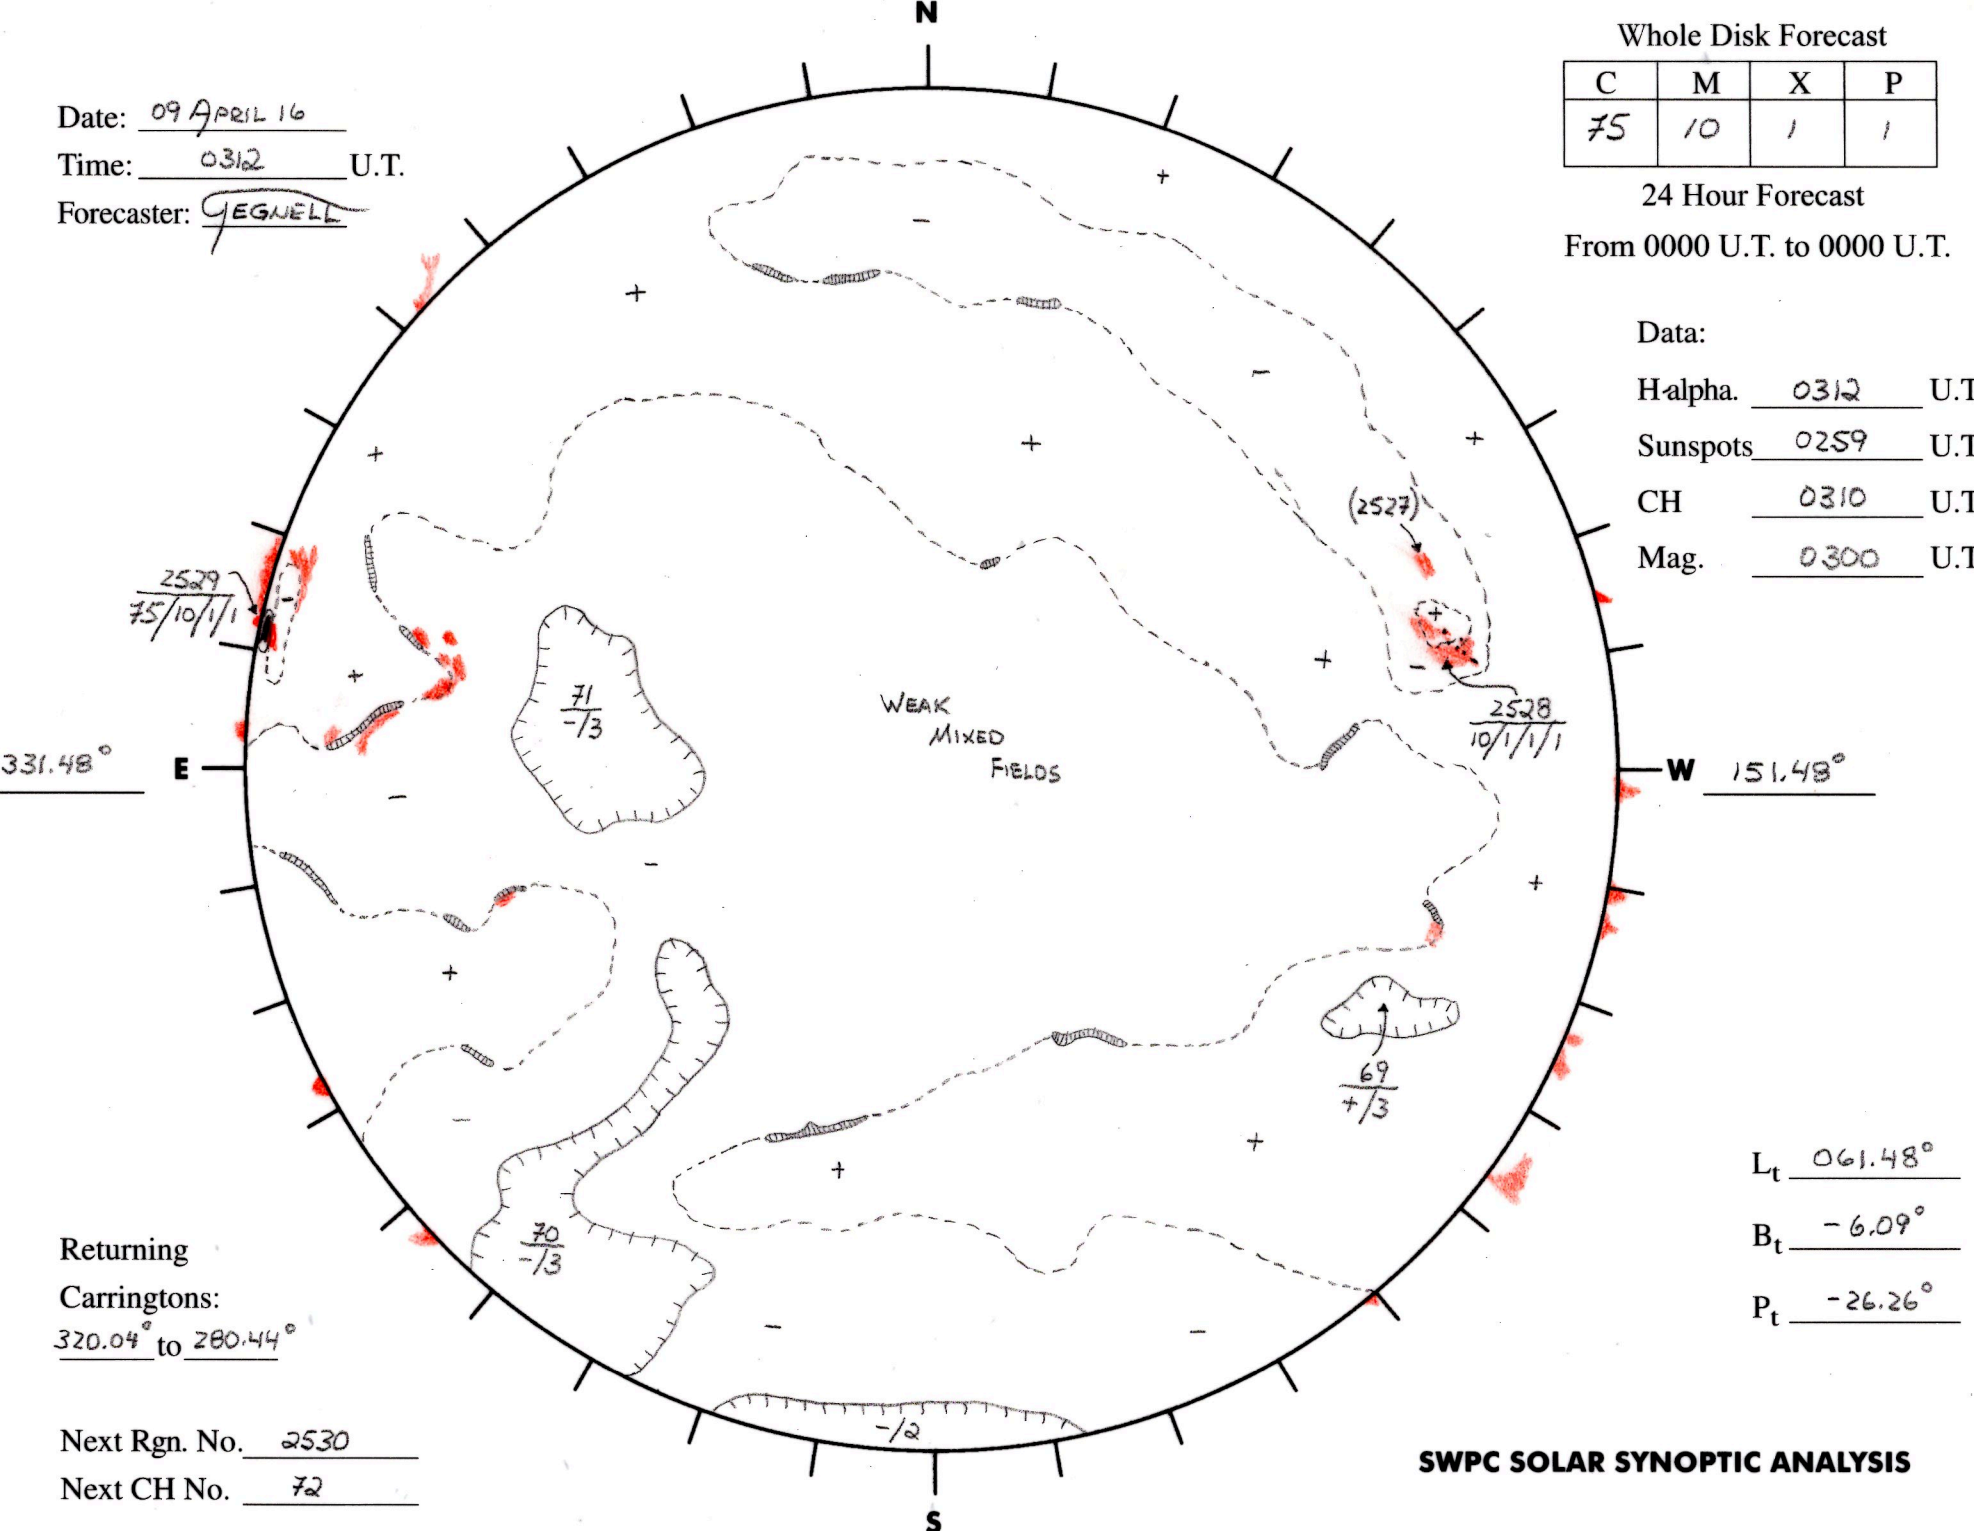 N
Date: 09 APRIL 16
Time: 0312 U.T.
Forecaster: GEGNELL
Whole Disk Forecast
C M X P
75 10 1 1
24 Hour Forecast
From 0000 U.T. to 0000 U.T.
Data:
H-alpha. 0312 U.T
Sunspots 0259 U.T
CH 0310 U.T
Mag. 0300 U.T
+
-
+
-
+
+
+
(2527)
2529
75/10/1/1
-
+
+
+
-
2528
10/1/1/1
71
-/3
WEAK
MIXED
FIELDS
331.48° E
W 151.48°
-
-
+
+
69
+/3
-
+
+
70
-/3
-
-
-/2
Lt 061.48°
Bt -6.09°
Pt -26.26°
Returning
Carringtons:
320.04° to 280.44°
Next Rgn. No. 2530
Next CH No. 72
SWPC SOLAR SYNOPTIC ANALYSIS
S